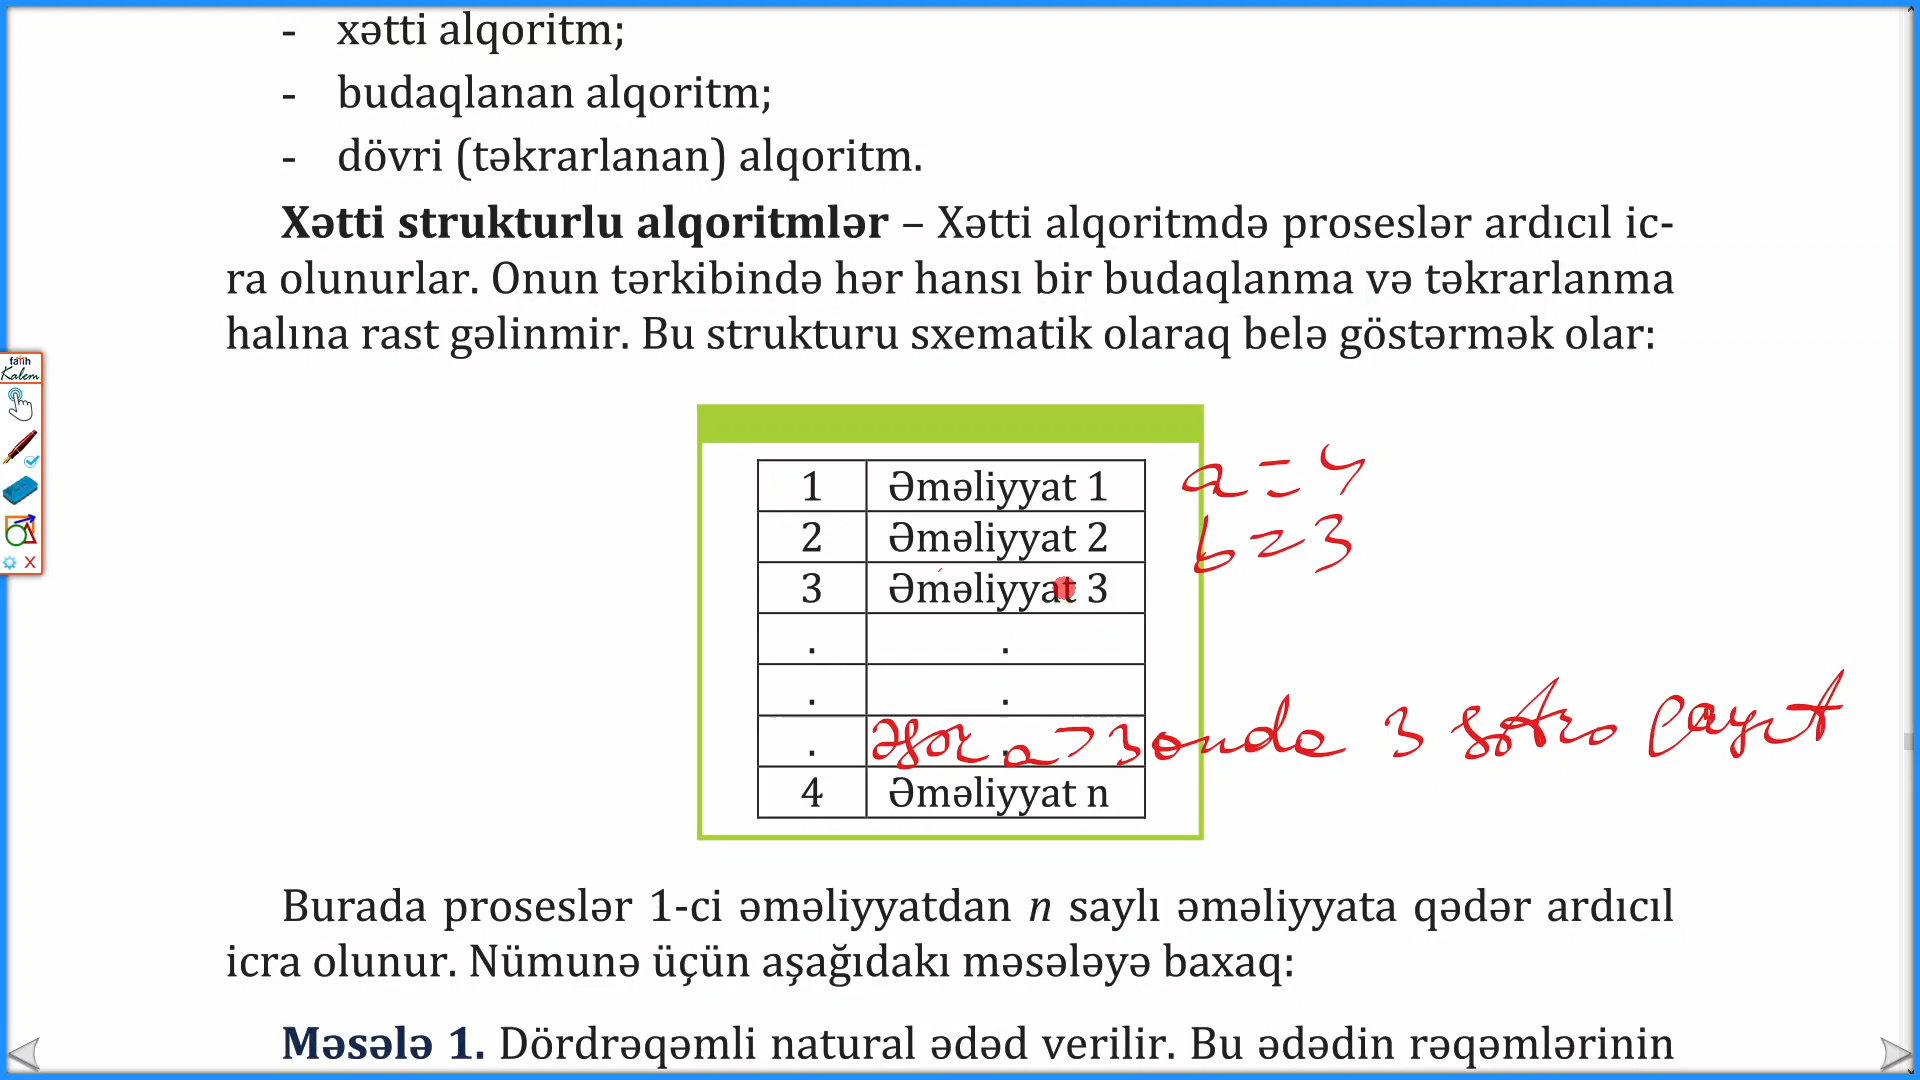 - xətti alqoritm;
- budaqlanan alqoritm;
- dövri (təkrarlanan) alqoritm.
Xətti strukturlu alqoritmlər – Xətti alqoritmdə proseslər ardıcıl ic-
ra olunurlar. Onun tərkibində hər hansı bir budaqlanma və təkrarlanma
halına rast gəlinmir. Bu strukturu sxematik olaraq belə göstərmək olar:
fatih
Kalem
1 Əməliyyat 1
a = 4
2 Əməliyyat 2
b = 3
3 Əməliyyat 3
. .
. .
. .
a > 3 onda 3
4 Əməliyyat n
Burada proseslər 1-ci əməliyyatdan n saylı əməliyyata qədər ardıcıl
icra olunur. Nümunə üçün aşağıdakı məsələyə baxaq:
Məsələ 1. Dördrəqəmli natural ədəd verilir. Bu ədədin rəqəmlərinin